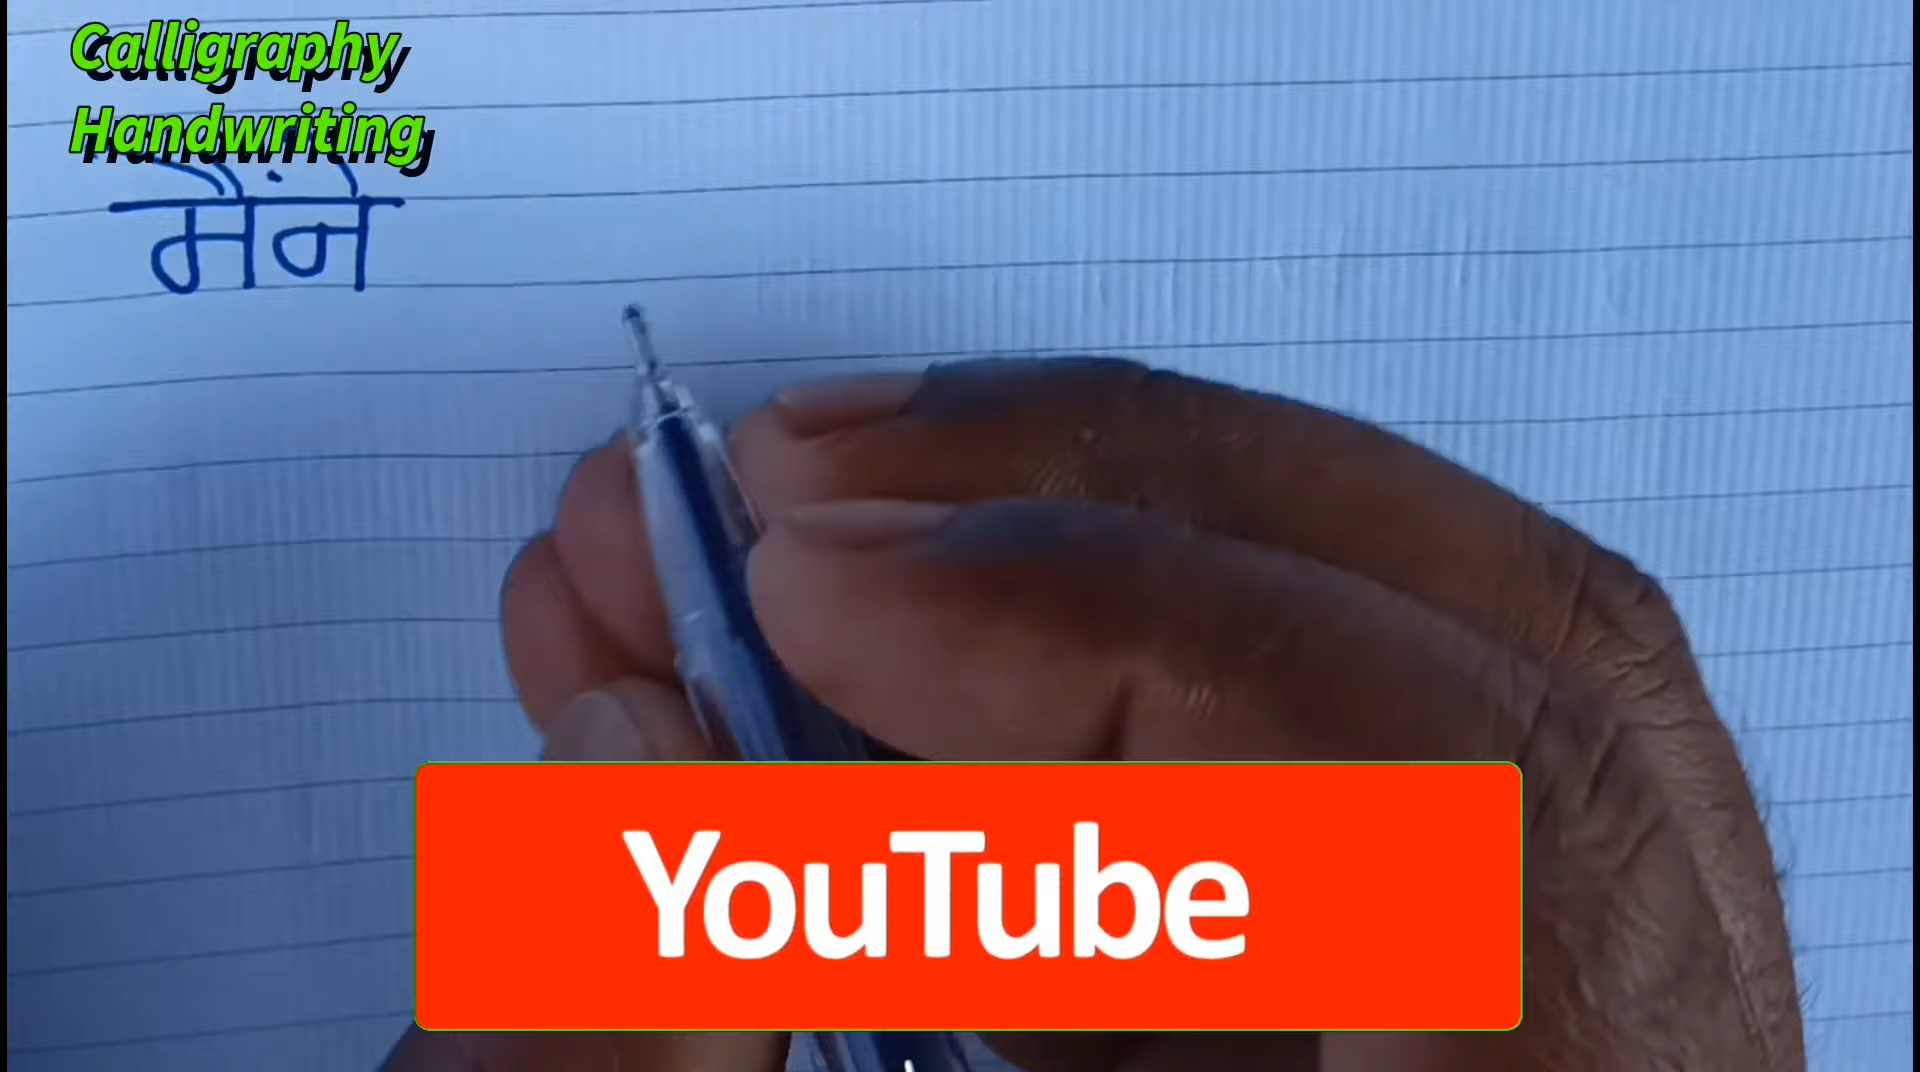 Calligraphy
Handwriting
मैंने
YouTube